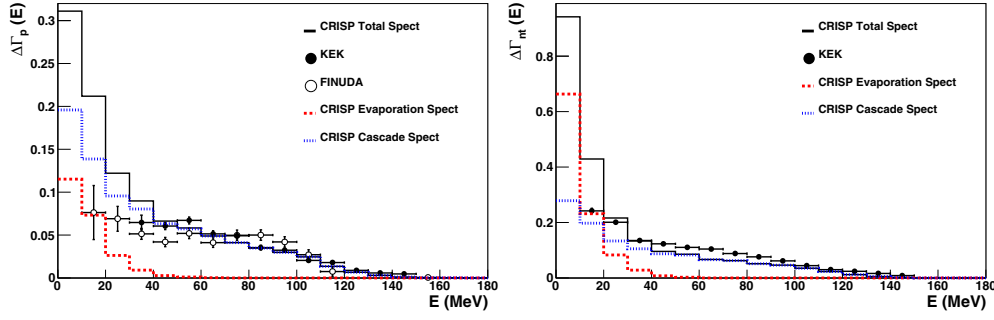 ΔΓp (E)
0.3
0.25
0.2
0.15
0.1
0.05
0
CRISP Total Spect
KEK
FINUDA
CRISP Evaporation Spect
CRISP Cascade Spect
0 20 40 60 80 100 120 140 160 180
E (MeV)
ΔΓnt (E)
0.8
0.6
0.4
0.2
0
CRISP Total Spect
KEK
CRISP Evaporation Spect
CRISP Cascade Spect
0 20 40 60 80 100 120 140 160 180
E (MeV)